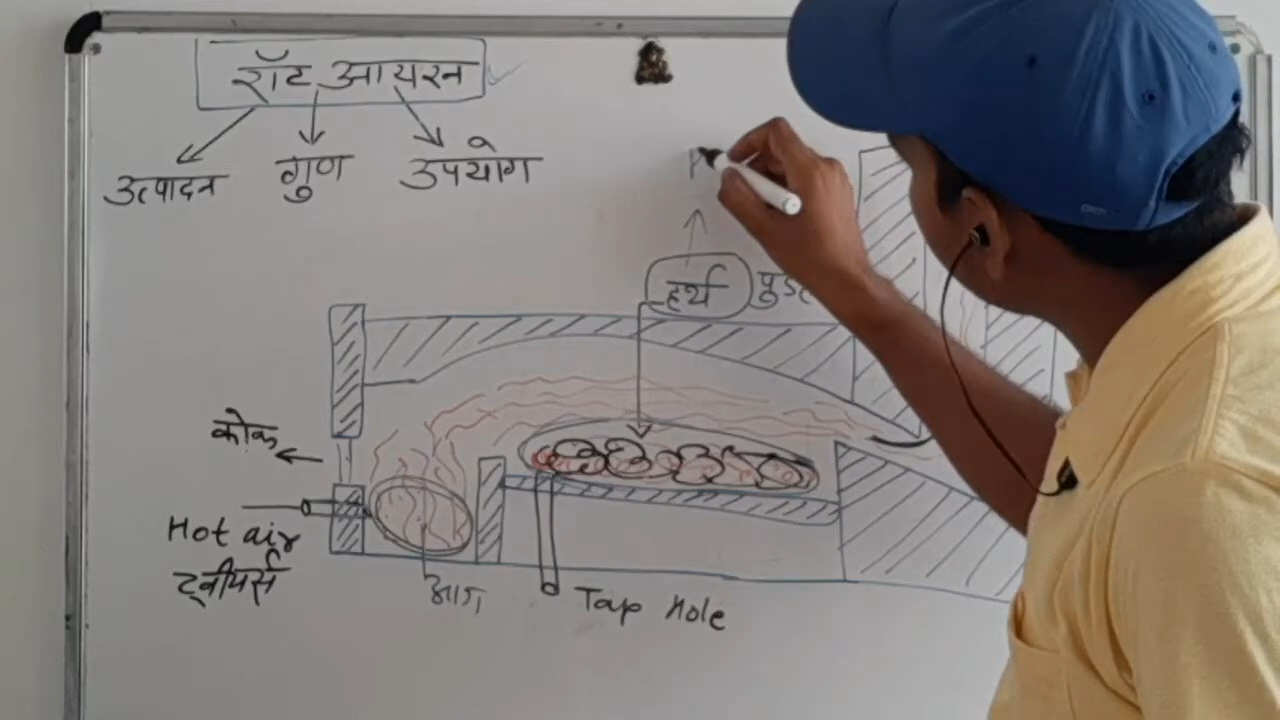 रॉट आयरन
उत्पादन गुण उपयोग
हर्थ
कोक
Hot air
ट्वीयर्स
आग
Tap Hole